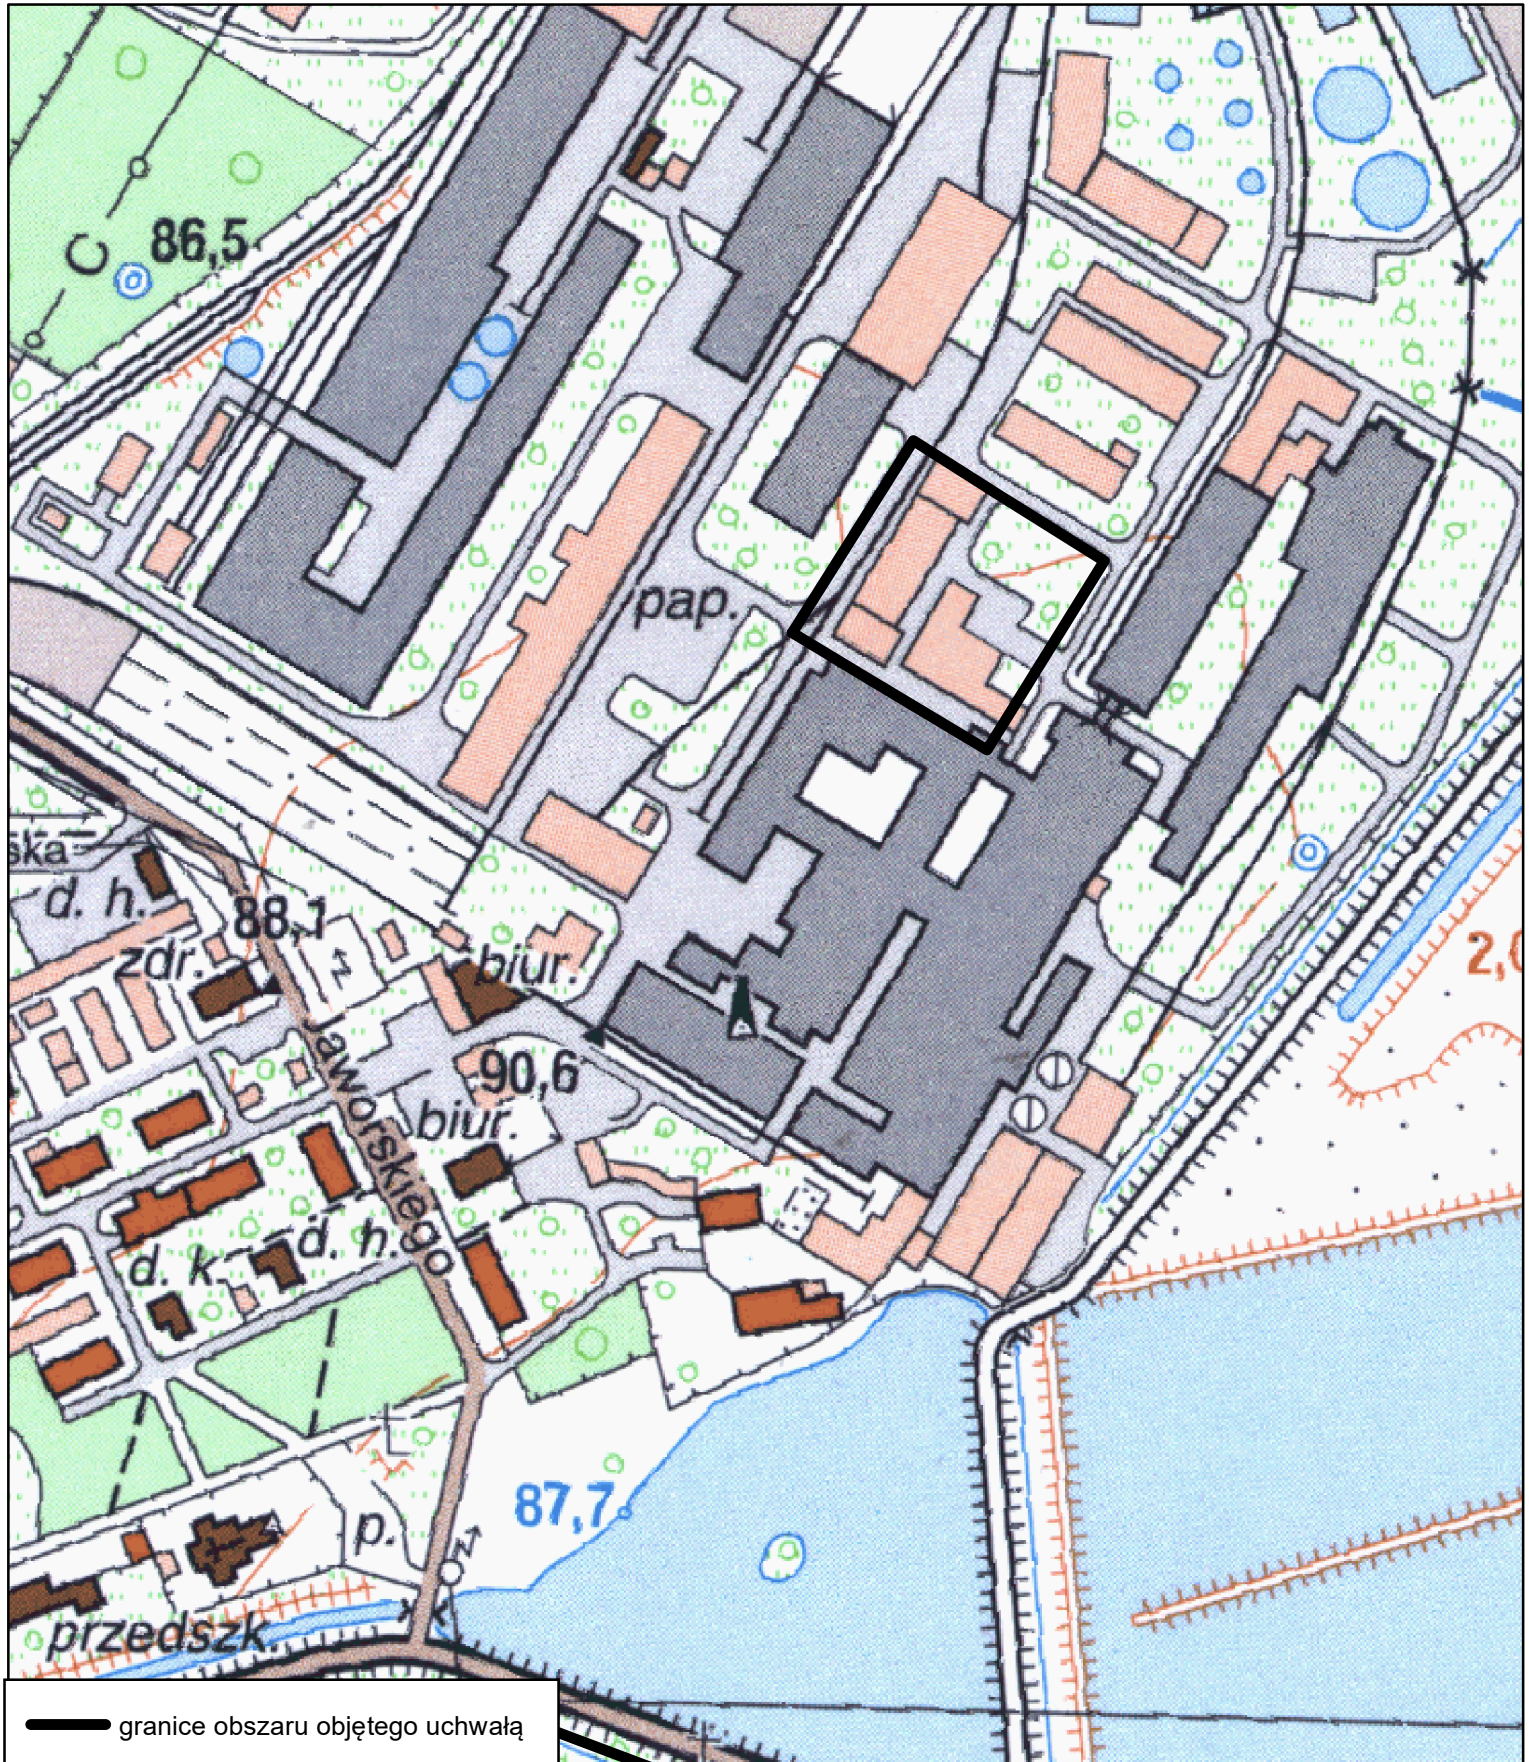 C
86,5
pap.
ska
d. h.
88,1
zdr.
biur.
90,6
biur.
Jaworskiego
d. h.
d. k.
2,0
87,7
p.
przedszk.
granice obszaru objętego uchwałą